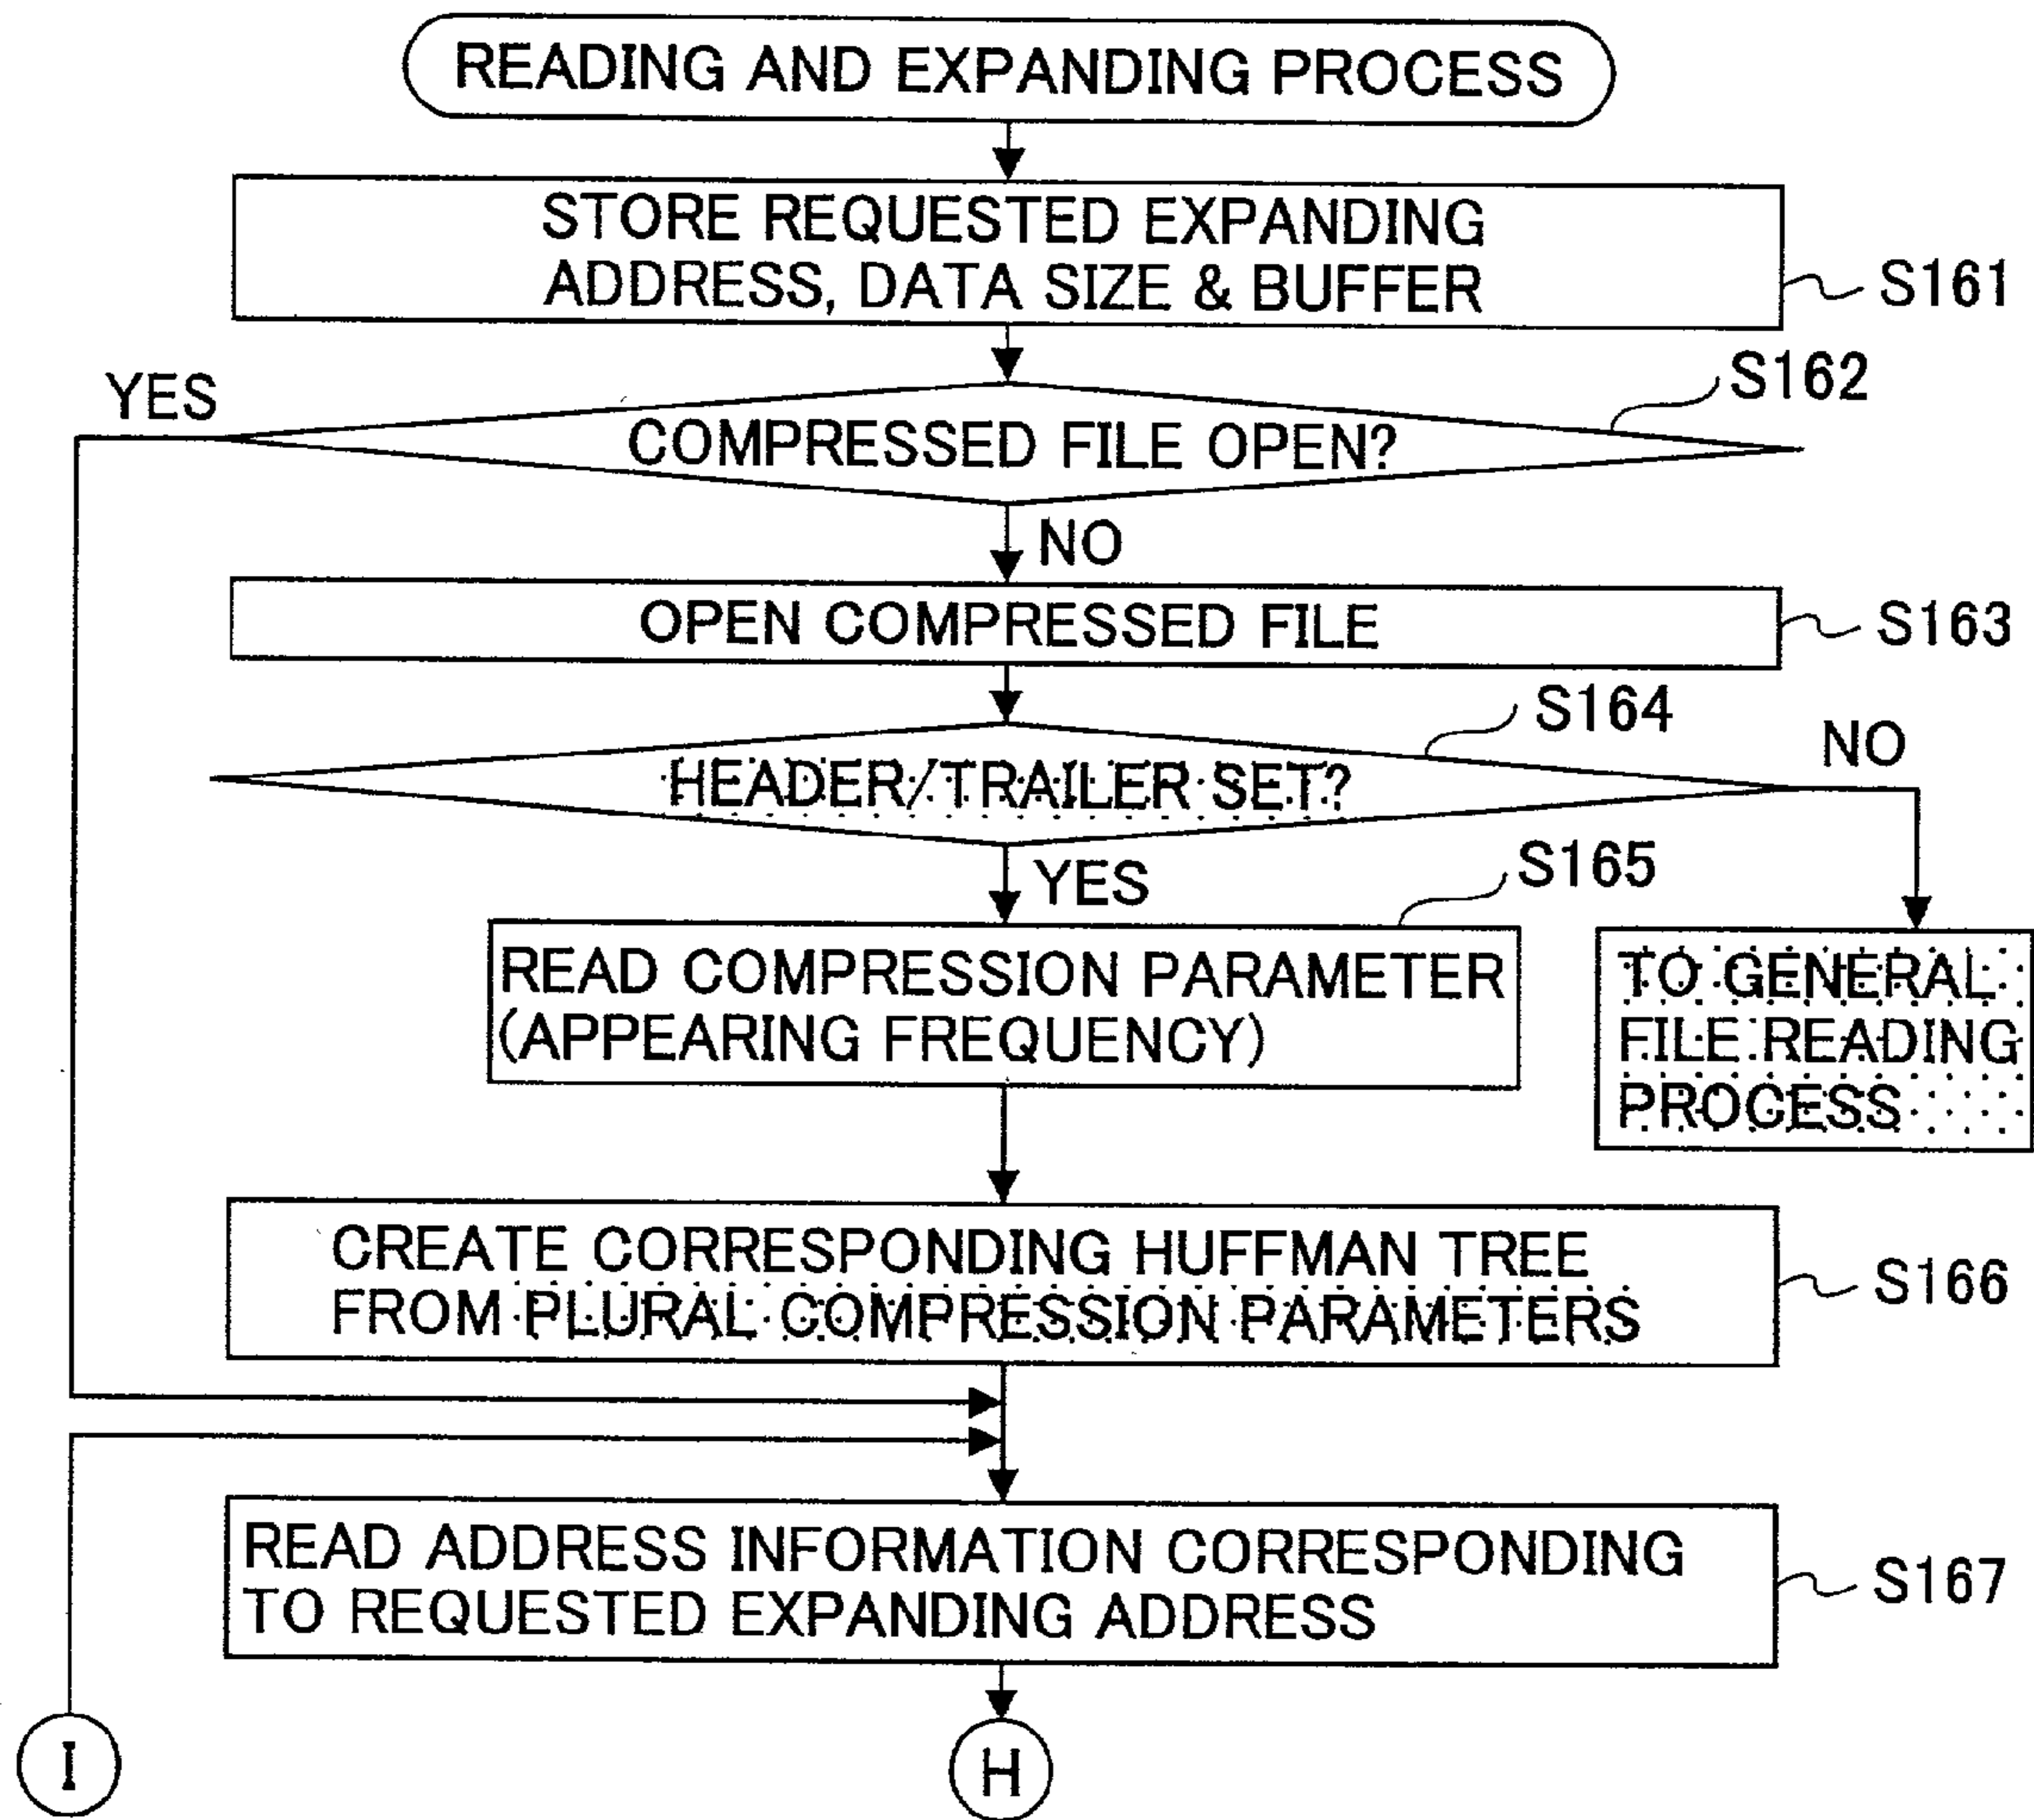 READING AND EXPANDING PROCESS
STORE REQUESTED EXPANDING
ADDRESS, DATA SIZE & BUFFER
S161
S162
YES
COMPRESSED FILE OPEN?
NO
OPEN COMPRESSED FILE
S163
S164
NO
HEADER/TRAILER SET?
YES
S165
READ COMPRESSION PARAMETER
(APPEARING FREQUENCY)
TO GENERAL
FILE READING
PROCESS
CREATE CORRESPONDING HUFFMAN TREE
FROM PLURAL COMPRESSION PARAMETERS
S166
READ ADDRESS INFORMATION CORRESPONDING
TO REQUESTED EXPANDING ADDRESS
S167
I
H